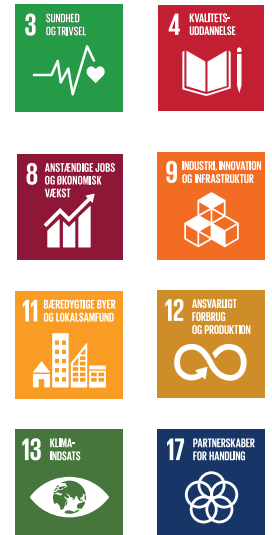 3 SUNDHED
OG TRIVSEL
4 KVALITETS-
UDDANNELSE
8 ANSTÆNDIGE JOBS
OG ØKONOMISK
VÆKST
9 INDUSTRI, INNOVATION
OG INFRASTRUKTUR
11 BÆREDYGTIGE BYER
OG LOKALSAMFUND
12 ANSVARLIGT
FORBRUG
OG PRODUKTION
13 KLIMA-
INDSATS
17 PARTNERSKABER
FOR HANDLING